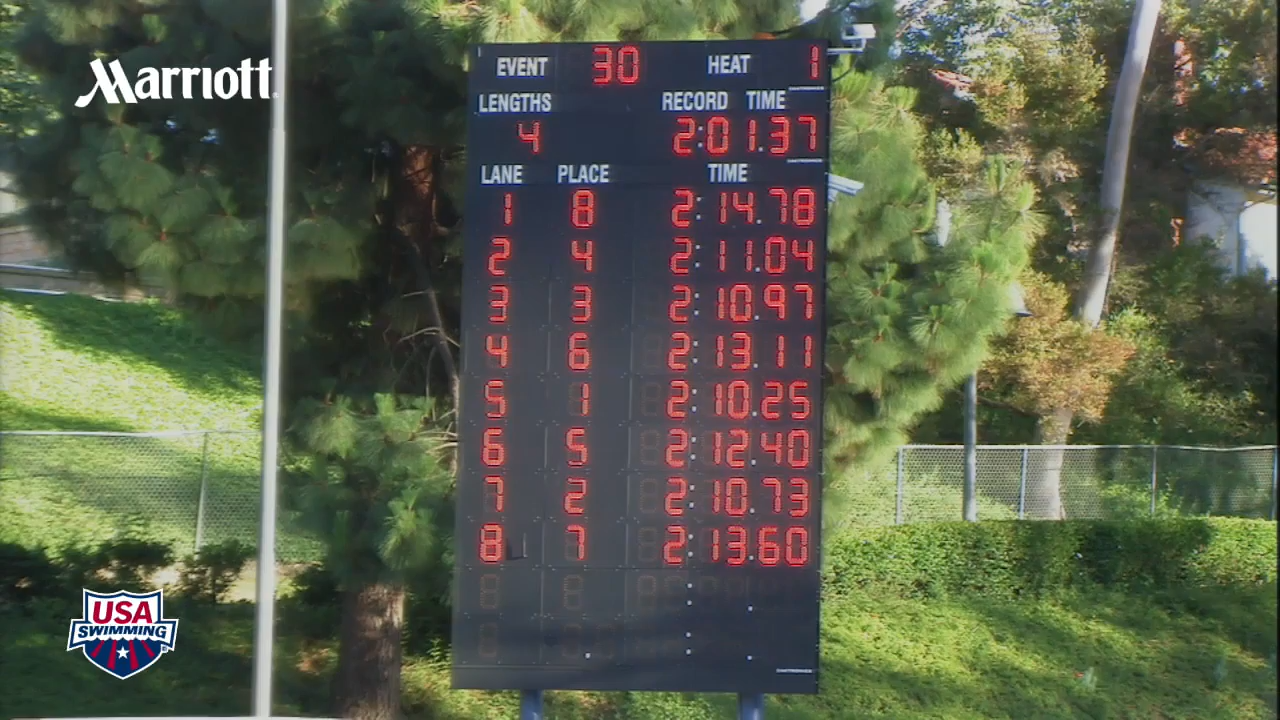 Marriott
EVENT 30 HEAT 1
LENGTHS RECORD TIME
4 2:01.37
LANE PLACE TIME
1 8 2:14.78
2 4 2:11.04
3 3 2:10.97
4 6 2:13.11
5 1 2:10.25
6 5 2:12.40
7 2 2:10.73
8 7 2:13.60
USA
SWIMMING